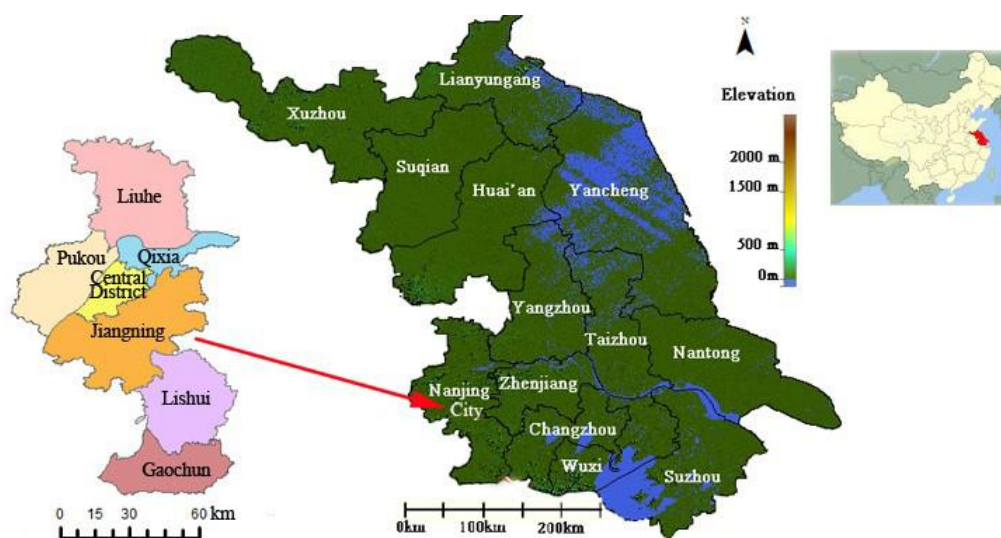 N
Lianyungang
Xuzhou
Elevation
2000 m
1500 m
500 m
0m
Suqian
Huai'an
Yancheng
Liuhe
Pukou
Qixia
Central
District
Jiangning
Lishui
Gaochun
Yangzhou
Taizhou
Nantong
Nanjing
City
Zhenjiang
Changzhou
Wuxi
Suzhou
0 15 30 60 km
0km 100km 200km